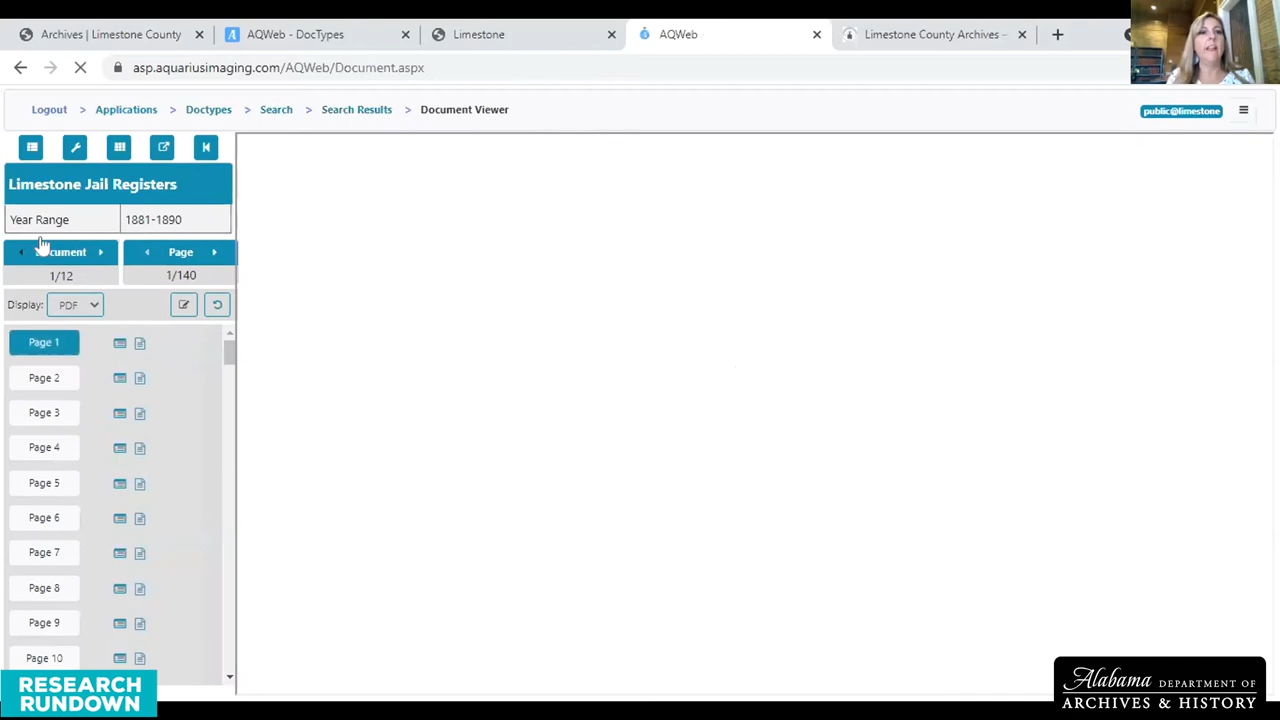 Archives | Limestone County
AQWeb - DocTypes
Limestone
AQWeb
Limestone County Archives –
asp.aquariusimaging.com/AQWeb/Document.aspx
Logout > Applications > Doctypes > Search > Search Results > Document Viewer
public@limestone
Limestone Jail Registers
Year Range 1881-1890
Page
1/12 1/140
Display: PDF
Page 1
Page 2
Page 3
Page 4
Page 5
Page 6
Page 7
Page 8
Page 9
Page 10
RESEARCH
RUNDOWN
Alabama DEPARTMENT OF
ARCHIVES & HISTORY